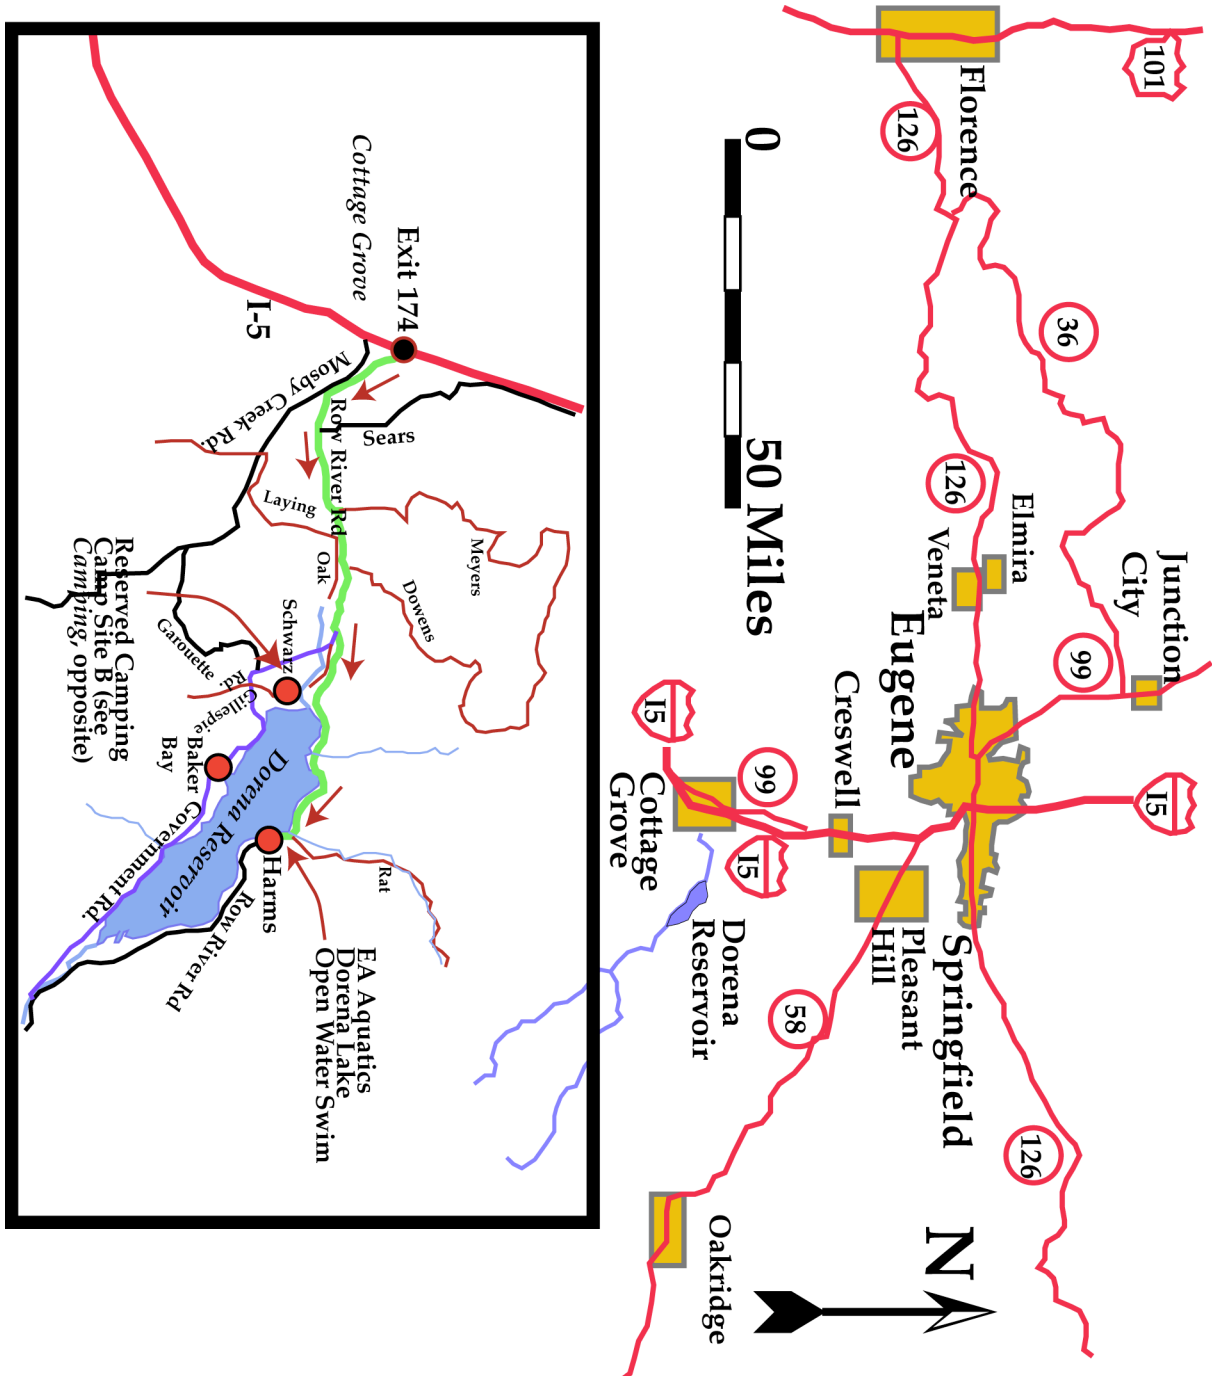 101
Florence
126
36
0
50 Miles
126
Elmira
Veneta
Junction
City
99
Eugene
Creswell
I5
I5
99
Cottage
Grove
I5
Springfield
Pleasant
Hill
Dorena
Reservoir
58
126
Oakridge
N
Cottage Grove
Exit 174
I-5
Mosby Creek Rd.
Row River Rd
Sears
Laying
Oak
Meyers
Dowens
Schwarz
Garouette
Rd.
Gillespie
Reserved Camping
Camp Site B (see
Camping, opposite)
Baker
Bay
Dorena Reservoir
Government Rd.
Harms
Row River Rd
Rat
EA Aquatics
Dorena Lake
Open Water Swim